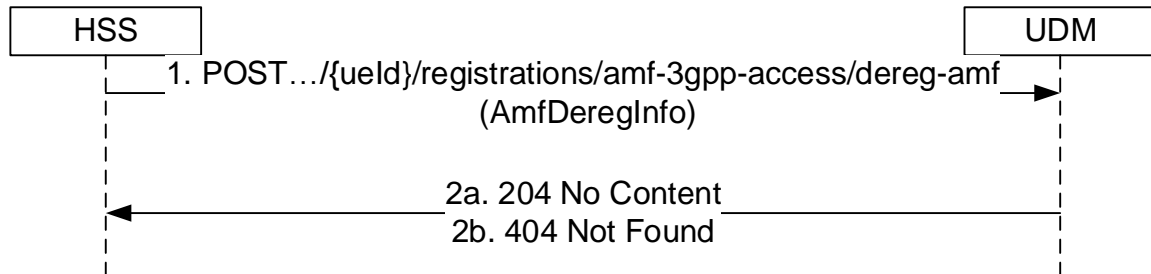 HSS
UDM
1. POST…/{ueId}/registrations/amf-3gpp-access/dereg-amf
(AmfDeregInfo)
2a. 204 No Content
2b. 404 Not Found